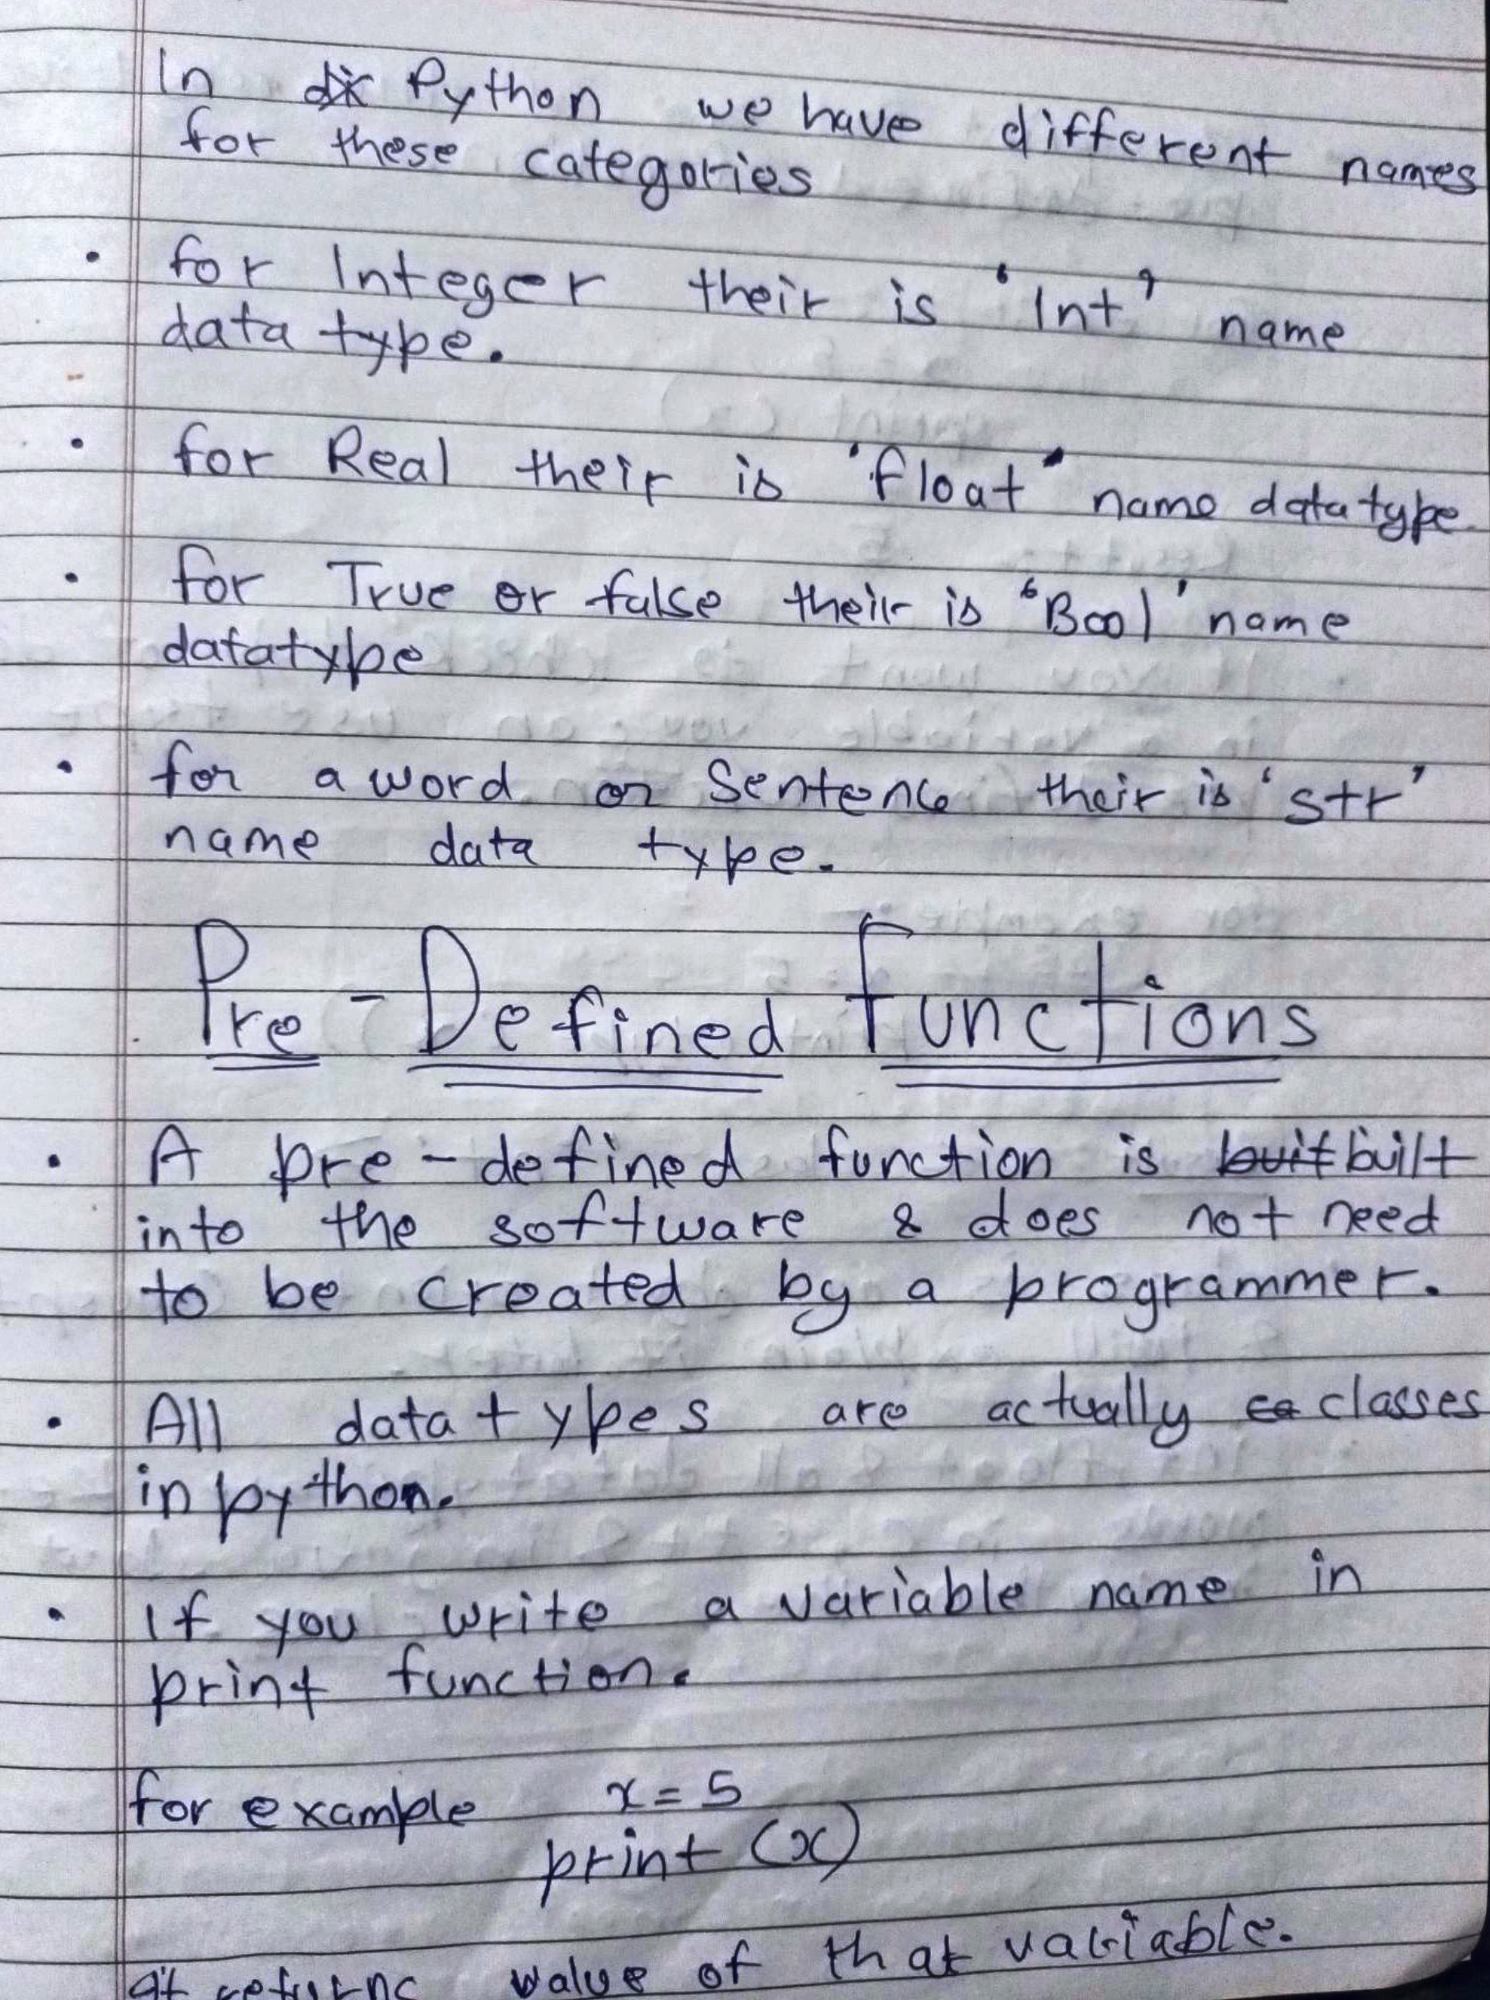 In Python we have different names
for these categories
• for Integer their is 'Int' name
data type.
• for Real their is 'float' name datatype.
• for True or false their is 'Bool' name
datatype
• for a word or Sentence their is 'str'
name data type.
Pre-Defined Functions
• A pre-defined function is buit built
into the software & does not need
to be created by a programmer.
• All datatypes are actually classes
in python.
• If you write a variable name in
print function.
for example x = 5
print (x)
It returns value of that variable.